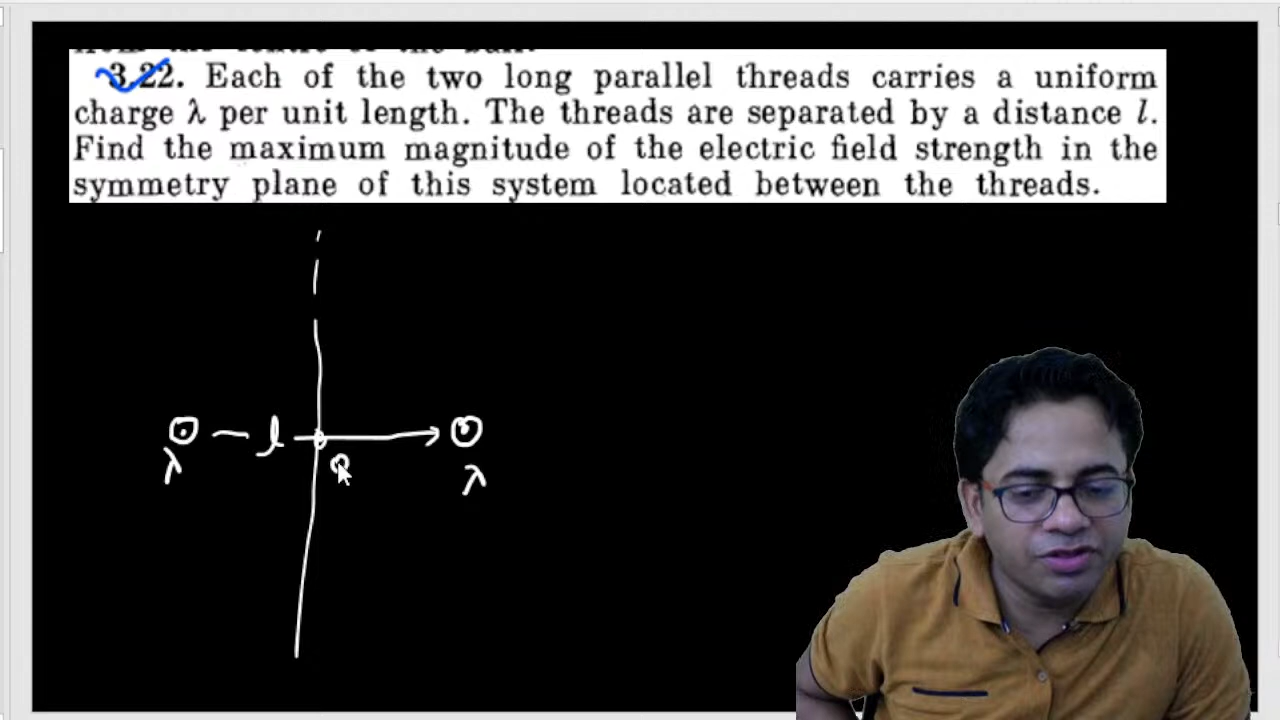 3.22. Each of the two long parallel threads carries a uniform
charge λ per unit length. The threads are separated by a distance l.
Find the maximum magnitude of the electric field strength in the
symmetry plane of this system located between the threads.
l
λ
λ